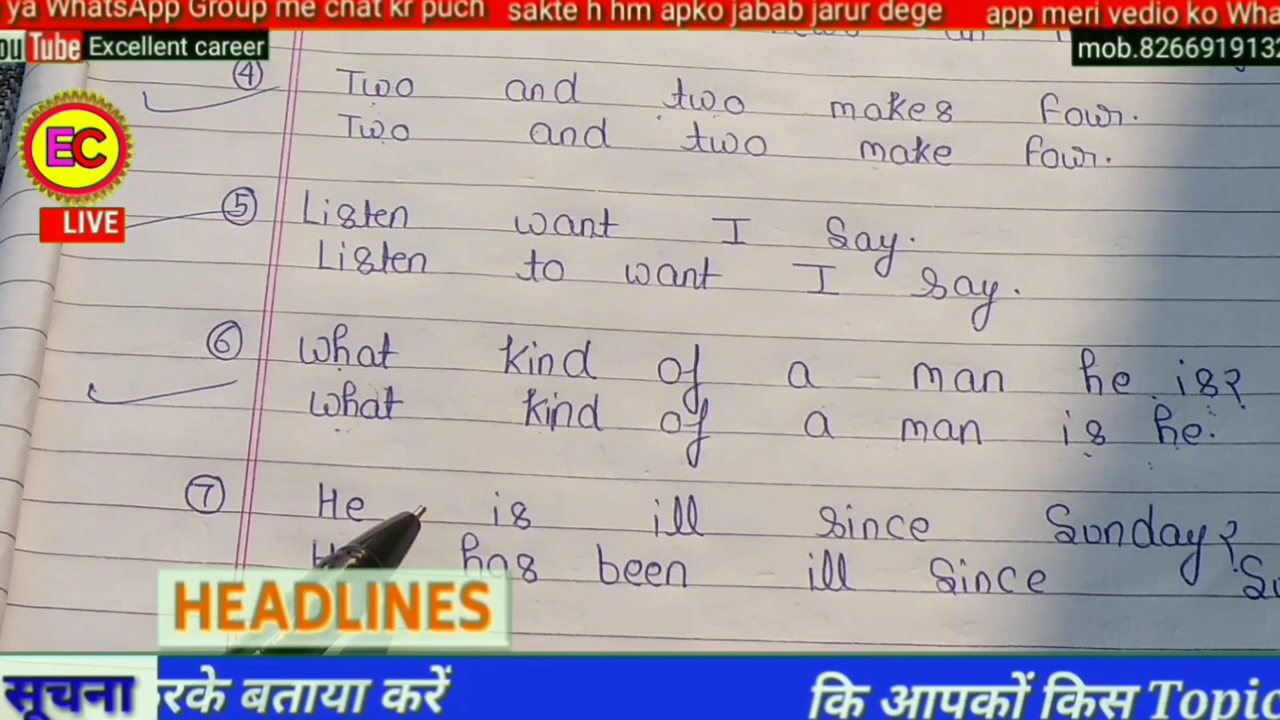 ya WhatsApp Group me chat kr puch sakte h hm apko jabab jarur dege app meri vedio ko Wha
ou Tube Excellent career
mob.8266919132
④ Two and two makes four.
Two and two make four.
EC
LIVE
⑤ Listen want I say.
Listen to want I say.
⑥ what kind of a man he is?
what kind of a man is he.
⑦ He is ill since Sunday?
has been ill since
HEADLINES
सूचना रके बताया करें कि आपकों किस Topic